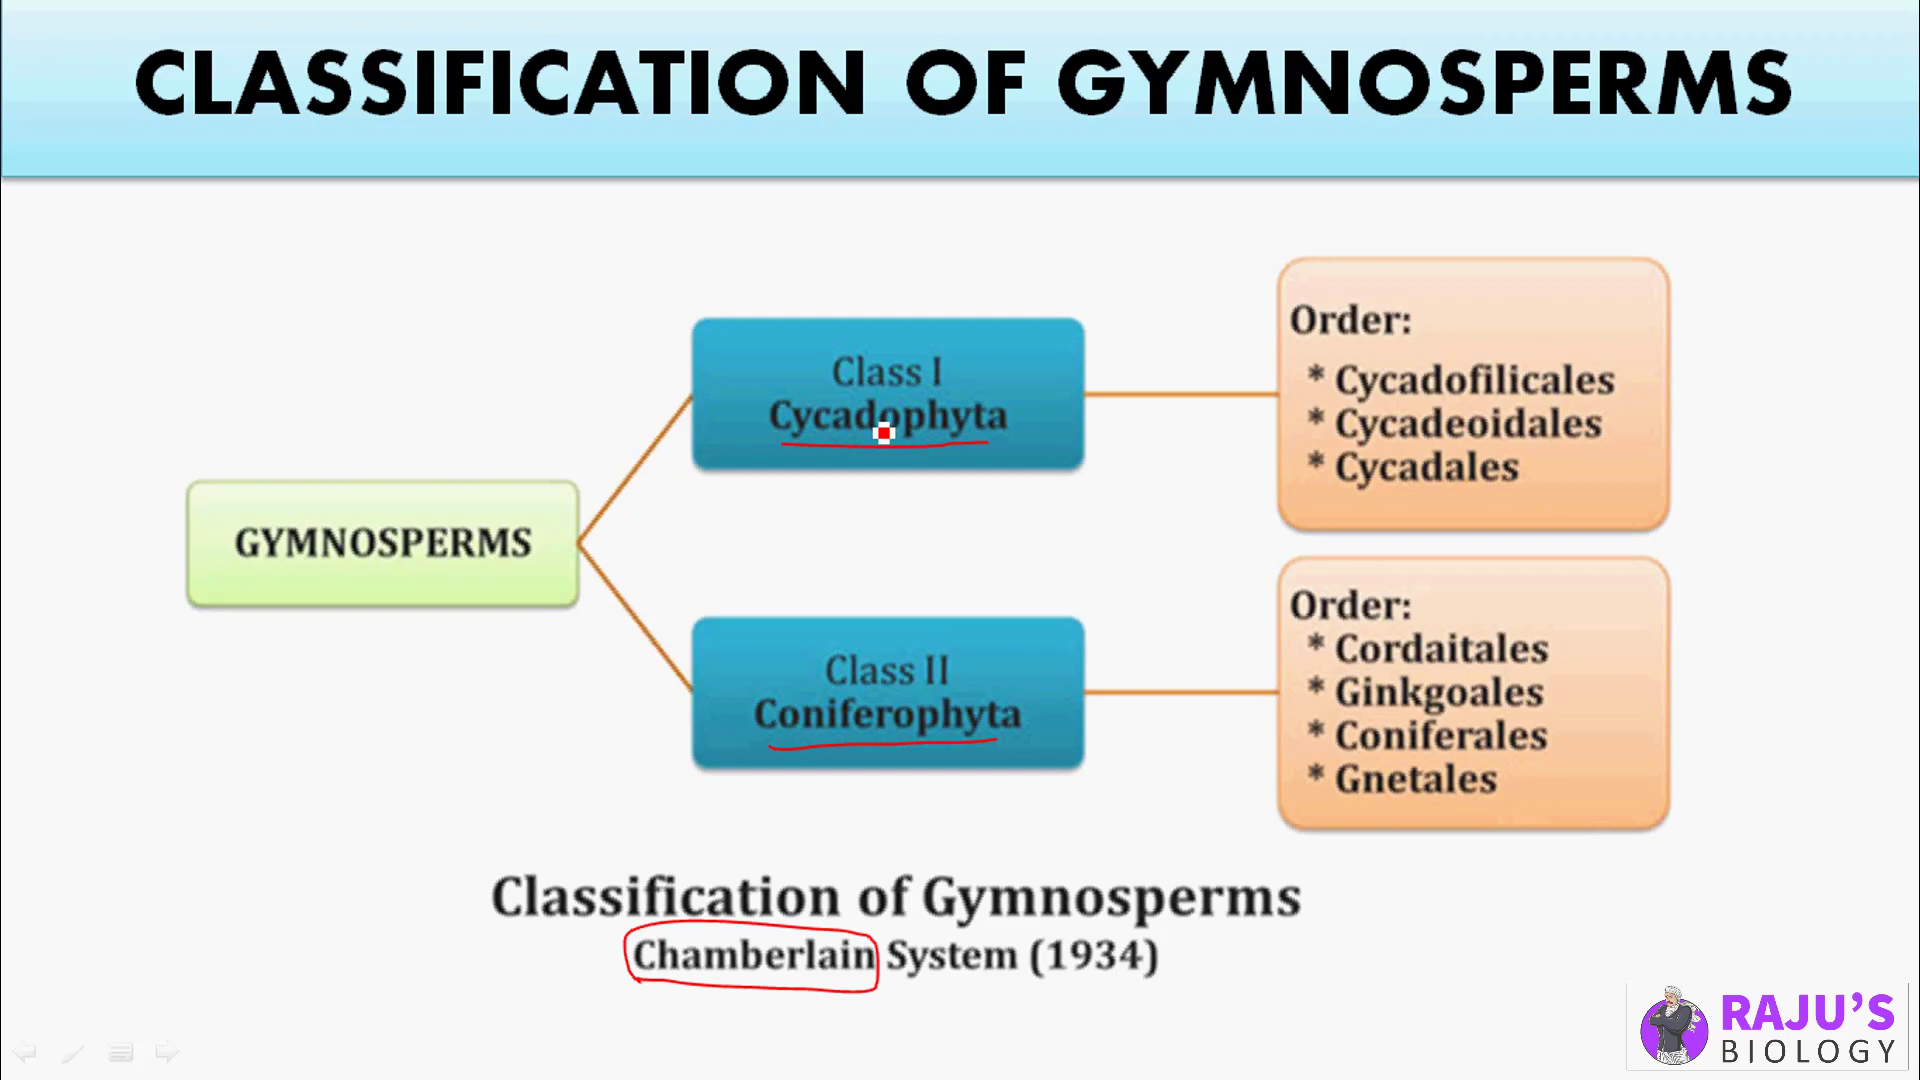 CLASSIFICATION OF GYMNOSPERMS
GYMNOSPERMS
Class I
Cycadophyta
Order:
* Cycadofilicales
* Cycadeoidales
* Cycadales
Class II
Coniferophyta
Order:
* Cordaitales
* Ginkgoales
* Coniferales
* Gnetales
Classification of Gymnosperms
Chamberlain System (1934)
RAJU'S
BIOLOGY